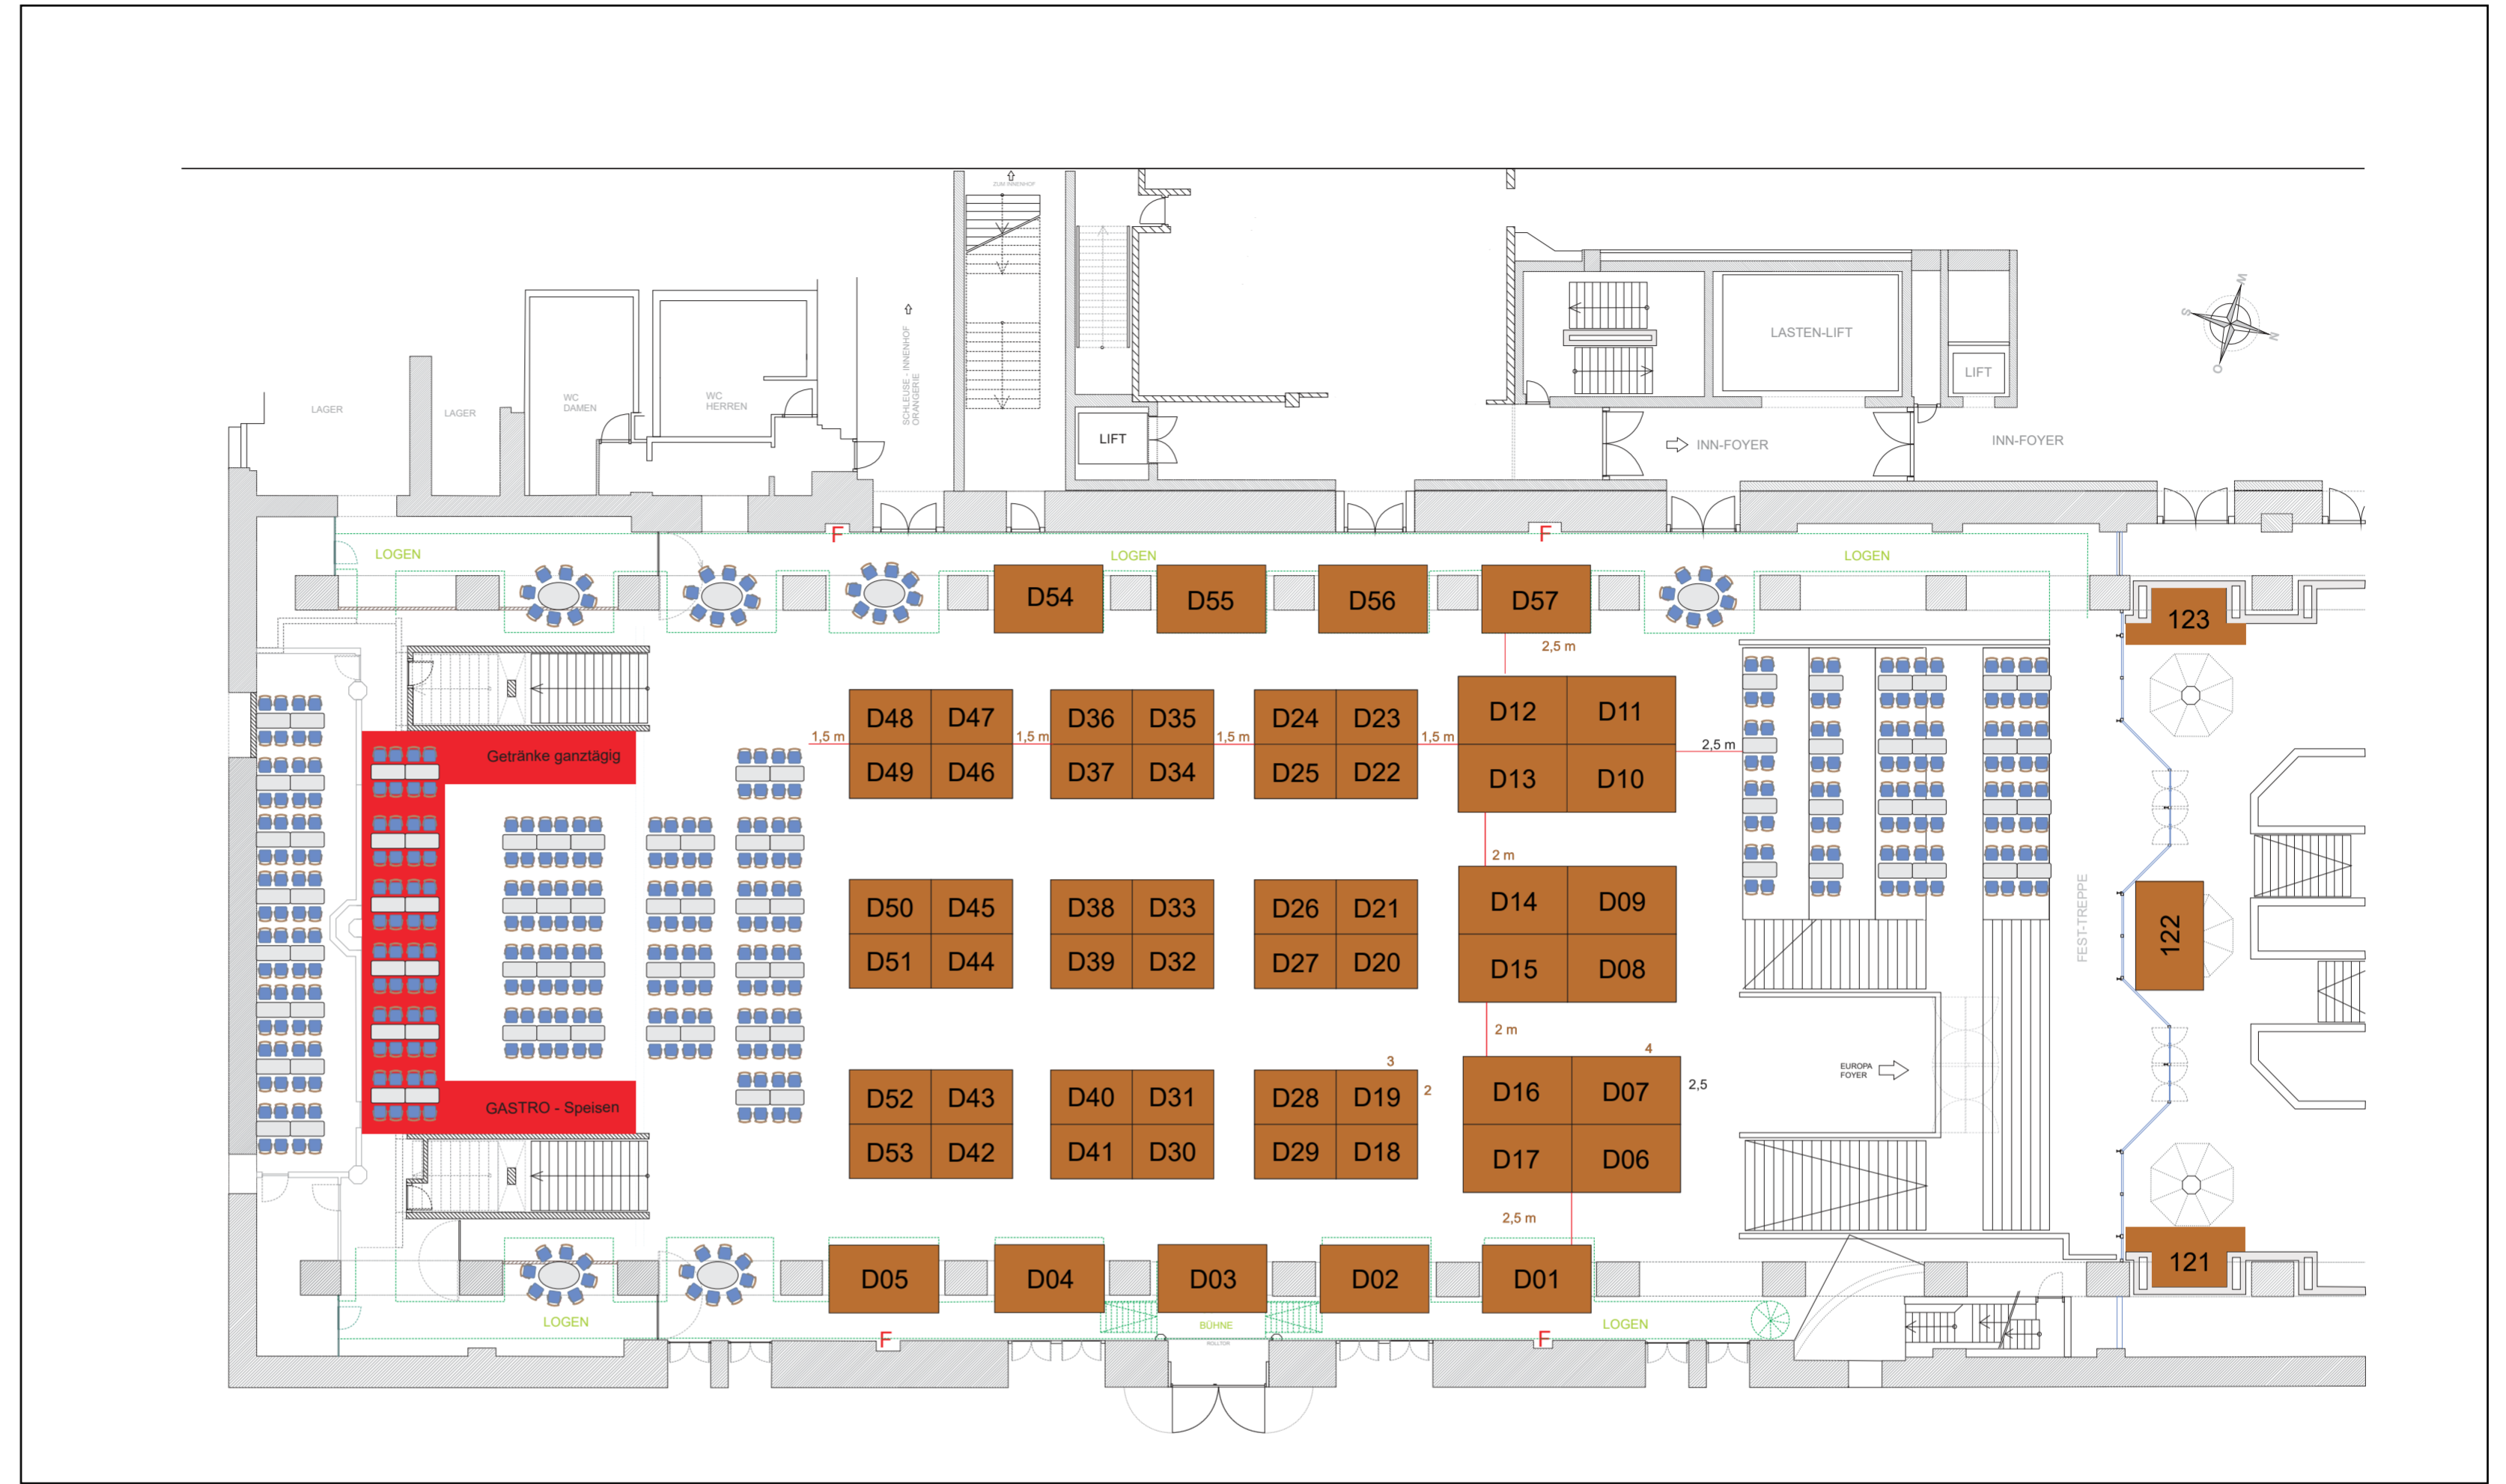 ZUM INNENHOF
SCHLEUSE - INNENHOF
ORANGERIE
LAGER
LAGER
WC
DAMEN
WC
HERREN
LIFT
LASTEN-LIFT
LIFT
INN-FOYER
INN-FOYER
S
N
O
F
F
LOGEN
LOGEN
LOGEN
D54
D55
D56
D57
123
2,5 m
D48
D47
D36
D35
D24
D23
D12
D11
1,5 m
1,5 m
1,5 m
1,5 m
2,5 m
Getränke ganztägig
D49
D46
D37
D34
D25
D22
D13
D10
2 m
D50
D45
D38
D33
D26
D21
D14
D09
FEST-TREPPE
122
D51
D44
D39
D32
D27
D20
D15
D08
2 m
4
3
EUROPA
FOYER
2
2,5
D52
D43
D40
D31
D28
D19
D16
D07
GASTRO - Speisen
D53
D42
D41
D30
D29
D18
D17
D06
2,5 m
121
D05
D04
D03
D02
D01
LOGEN
BÜHNE
LOGEN
F
ROLLTOR
F